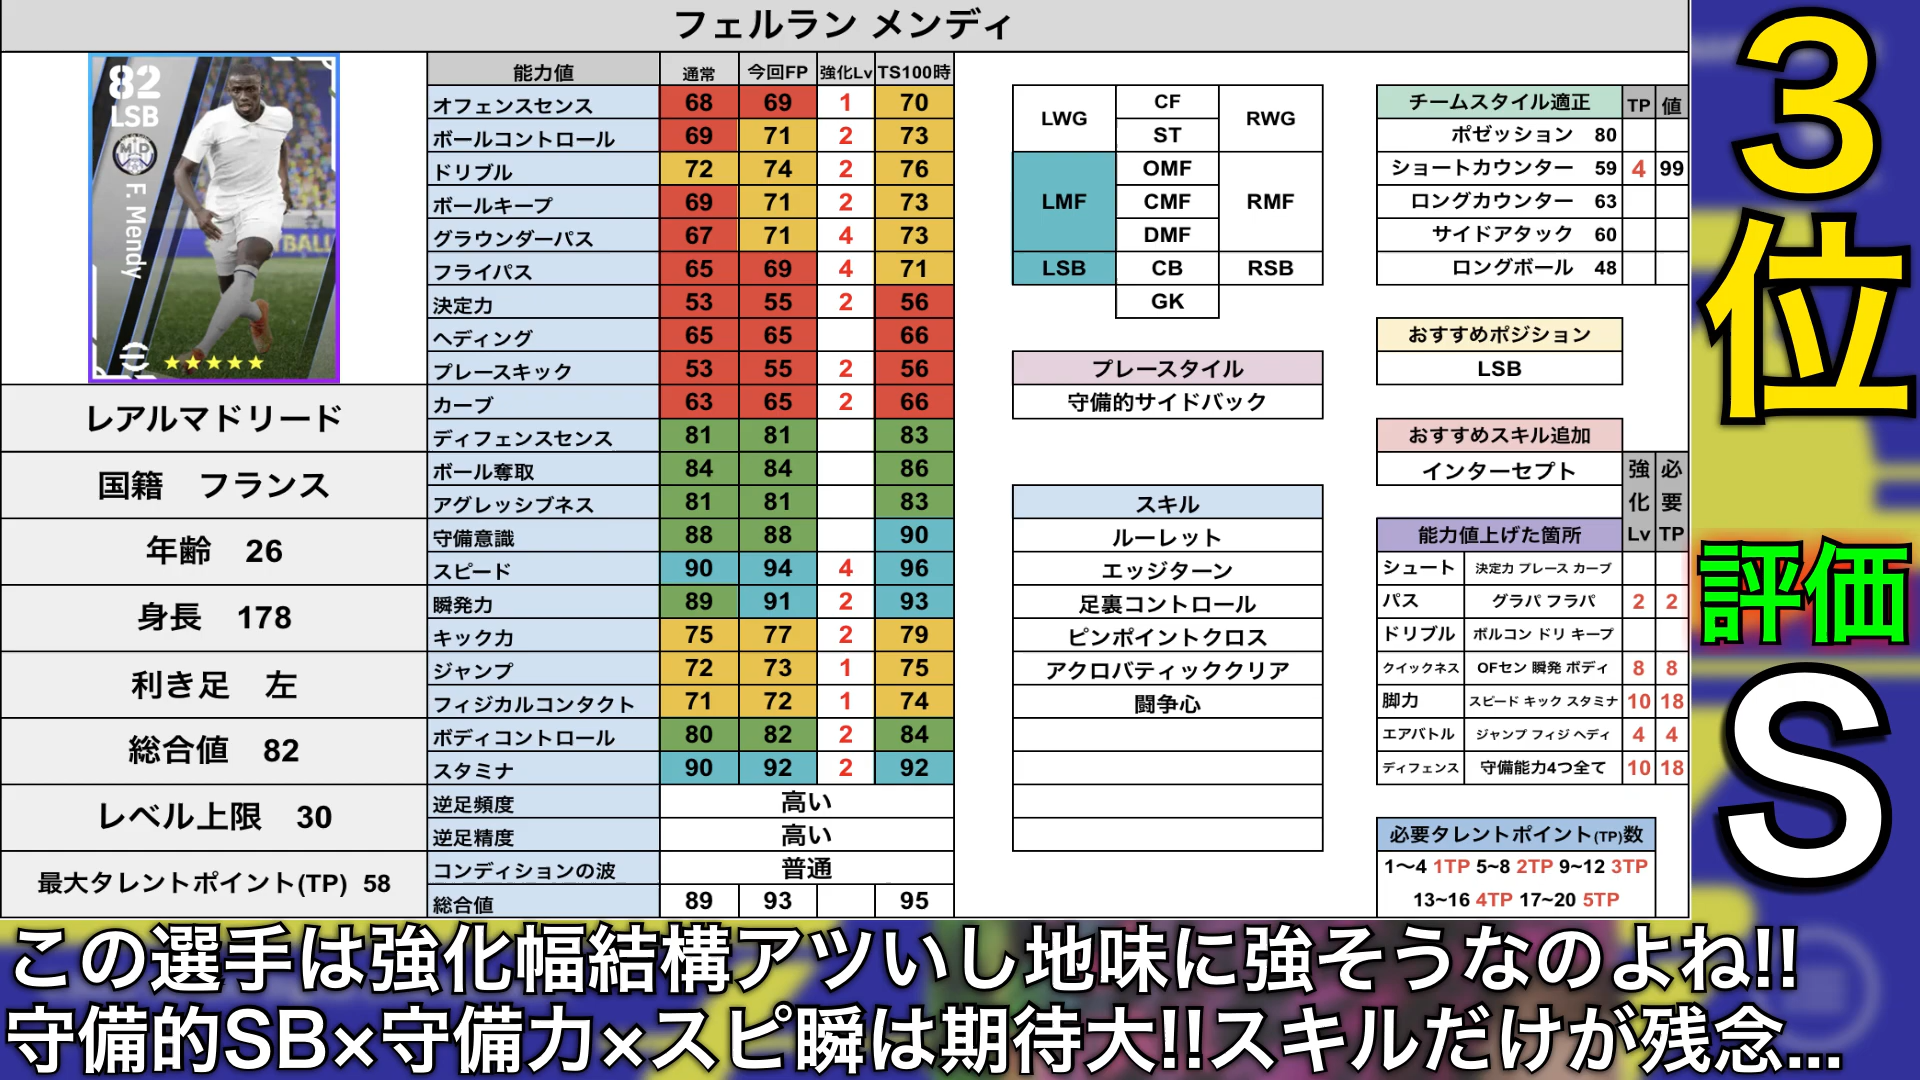 フェルラン メンディ
82
LSB
F. Mendy
★★★★★
レアルマドリード
国籍　フランス
年齢　26
身長　178
利き足　左
総合値　82
レベル上限　30
最大タレントポイント(TP)　58
能力値 通常 今回FP 強化Lv TS100時
オフェンスセンス 68 69 1 70
ボールコントロール 69 71 2 73
ドリブル 72 74 2 76
ボールキープ 69 71 2 73
グラウンダーパス 67 71 4 73
フライパス 65 69 4 71
決定力 53 55 2 56
ヘディング 65 65 66
プレースキック 53 55 2 56
カーブ 63 65 2 66
ディフェンスセンス 81 81 83
ボール奪取 84 84 86
アグレッシブネス 81 81 83
守備意識 88 88 90
スピード 90 94 4 96
瞬発力 89 91 2 93
キック力 75 77 2 79
ジャンプ 72 73 1 75
フィジカルコンタクト 71 72 1 74
ボディコントロール 80 82 2 84
スタミナ 90 92 2 92
逆足頻度 高い
逆足精度 高い
コンディションの波 普通
総合値 89 93 95
LWG CF RWG
ST
LMF OMF RMF
CMF
DMF
LSB CB RSB
GK
プレースタイル
守備的サイドバック
スキル
ルーレット
エッジターン
足裏コントロール
ピンポイントクロス
アクロバティッククリア
闘争心
チームスタイル適正 TP 値
ポゼッション 80
ショートカウンター 59 4 99
ロングカウンター 63
サイドアタック 60
ロングボール 48
おすすめポジション
LSB
おすすめスキル追加
インターセプト
能力値上げた箇所 強化Lv 必要TP
シュート 決定力 プレース カーブ
パス グラパ フラパ 2 2
ドリブル ボルコン ドリ キープ
クイックネス OFセン 瞬発 ボディ 8 8
脚力 スピード キック スタミナ 10 18
エアバトル ジャンプ フィジ ヘディ 4 4
ディフェンス 守備能力4つ全て 10 18
必要タレントポイント(TP)数
1〜4 1TP 5~8 2TP 9~12 3TP
13~16 4TP 17~20 5TP
3位
評価
S
この選手は強化幅結構アツいし地味に強そうなのよね!!
守備的SB×守備力×スピ瞬は期待大!!スキルだけが残念...